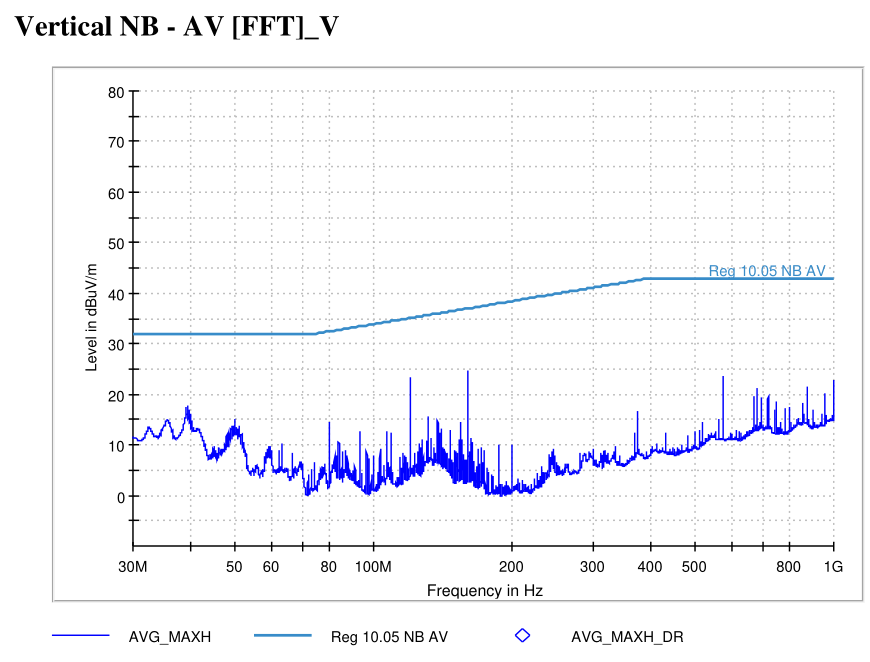 Vertical NB - AV [FFT]_V
80
70
60
50
40
30
20
10
0
Level in dBuV/m
Reg 10.05 NB AV
30M 50 60 80 100M 200 300 400 500 800 1G
Frequency in Hz
AVG_MAXH Reg 10.05 NB AV AVG_MAXH_DR